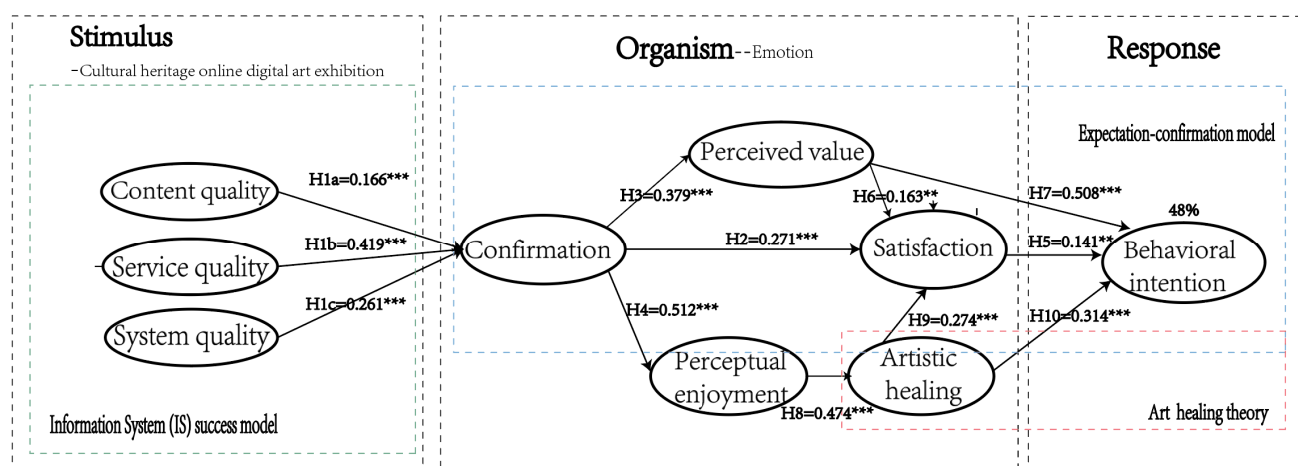 Stimulus
-Cultural heritage online digital art exhibition
Organism--Emotion
Response
Expectation-confirmation model
Content quality
Service quality
System quality
H1a=0.166***
H1b=0.419***
H1c=0.261***
Information System (IS) success model
Confirmation
Perceived value
H3=0.379***
H2=0.271***
H4=0.512***
H6=0.163**
Satisfaction
H9=0.274***
Perceptual
enjoyment
H8=0.474***
Artistic
healing
H7=0.508***
48%
H5=0.141**
Behavioral
intention
H10=0.314***
Art healing theory